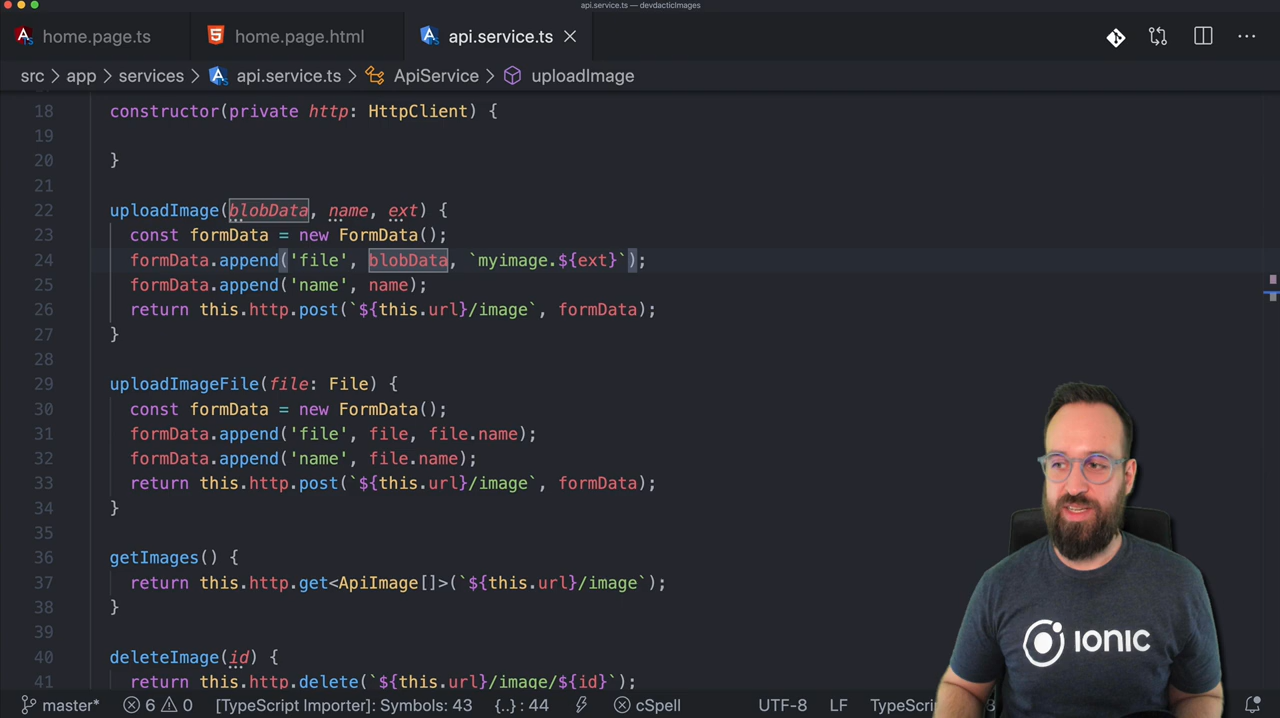 api.service.ts — devdacticImages
home.page.ts
home.page.html
api.service.ts
src > app > services > api.service.ts > ApiService > uploadImage
18 constructor(private http: HttpClient) {
19
20 }
21
22 uploadImage(blobData, name, ext) {
23 const formData = new FormData();
24 formData.append('file', blobData, `myimage.${ext}`);
25 formData.append('name', name);
26 return this.http.post(`${this.url}/image`, formData);
27 }
28
29 uploadImageFile(file: File) {
30 const formData = new FormData();
31 formData.append('file', file, file.name);
32 formData.append('name', file.name);
33 return this.http.post(`${this.url}/image`, formData);
34 }
35
36 getImages() {
37 return this.http.get<ApiImage[]>(`${this.url}/image`);
38 }
39
40 deleteImage(id) {
41 return this.http.delete(`${this.url}/image/${id}`);
IONIC
master* 6 0 [TypeScript Importer]: Symbols: 43 {..} : 44 cSpell UTF-8 LF